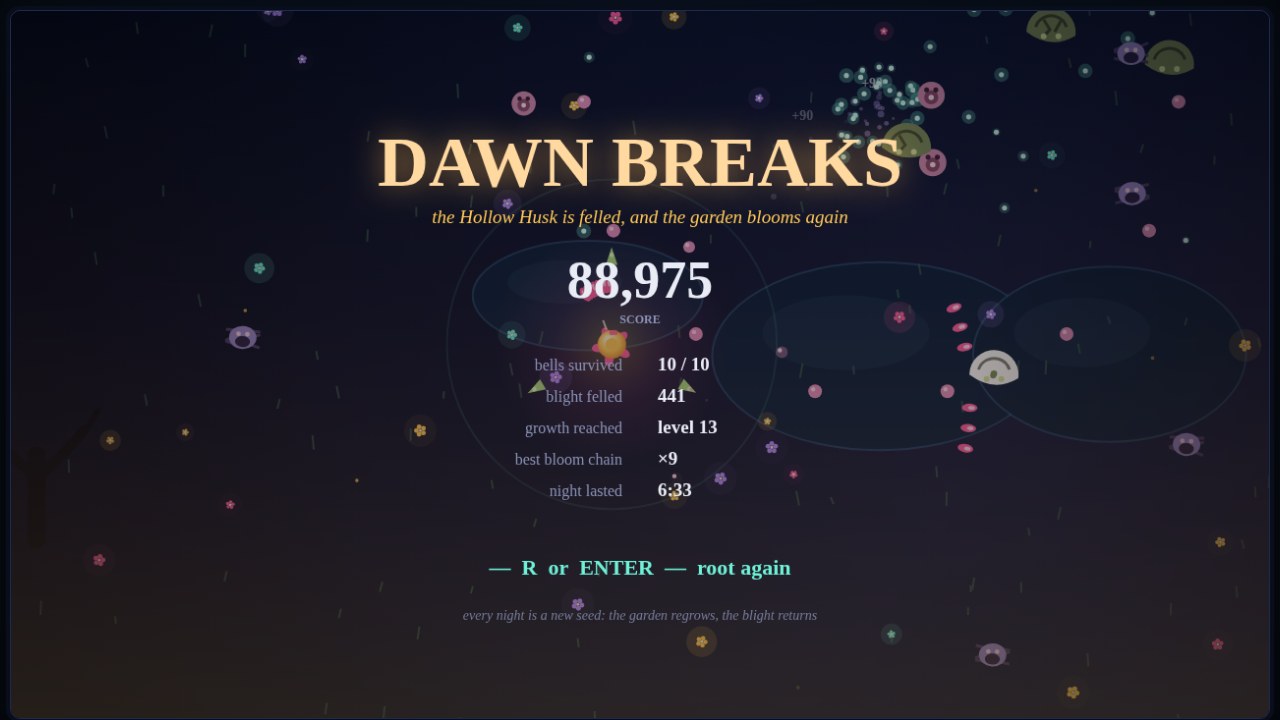 +90
+90
DAWN BREAKS
the Hollow Husk is felled, and the garden blooms again
88,975
SCORE
bells survived 10 / 10
blight felled 441
growth reached level 13
best bloom chain ×9
night lasted 6:33
— R or ENTER — root again
every night is a new seed: the garden regrows, the blight returns